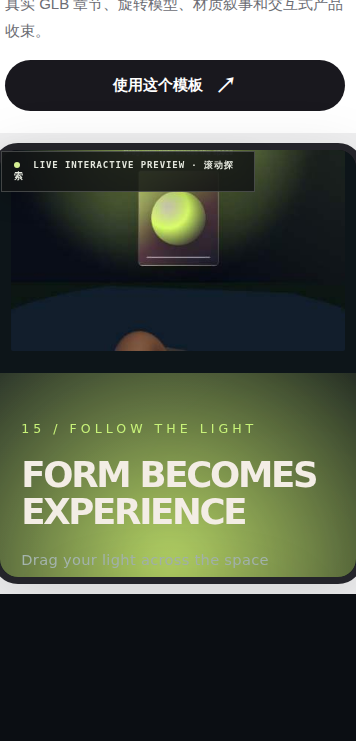 真实 GLB 章节、旋转模型、材质叙事和交互式产品
收束。
使用这个模板 ↗
LIVE INTERACTIVE PREVIEW · 滚动探
索
15 / FOLLOW THE LIGHT
FORM BECOMES
EXPERIENCE
Drag your light across the space